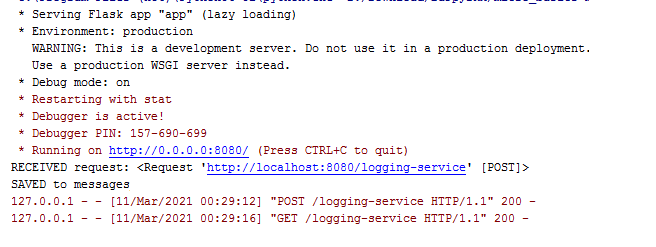 * Serving Flask app "app" (lazy loading)
* Environment: production
WARNING: This is a development server. Do not use it in a production deployment.
Use a production WSGI server instead.
* Debug mode: on
* Restarting with stat
* Debugger is active!
* Debugger PIN: 157-690-699
* Running on http://0.0.0.0:8080/ (Press CTRL+C to quit)
RECEIVED request: <Request 'http://localhost:8080/logging-service' [POST]>
SAVED to messages
127.0.0.1 - - [11/Mar/2021 00:29:12] "POST /logging-service HTTP/1.1" 200 -
127.0.0.1 - - [11/Mar/2021 00:29:16] "GET /logging-service HTTP/1.1" 200 -